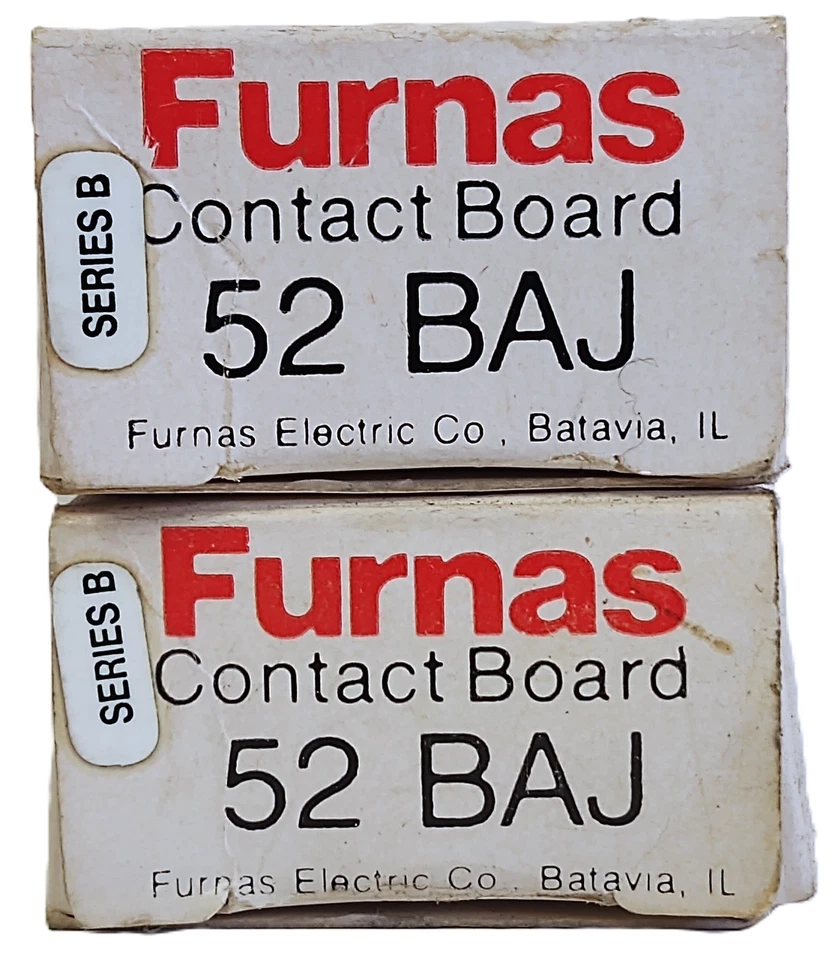 Furnas
SERIES B
Contact Board
52 BAJ
Furnas Electric Co., Batavia, IL
Furnas
SERIES B
Contact Board
52 BAJ
Furnas Electric Co. Batavia, IL